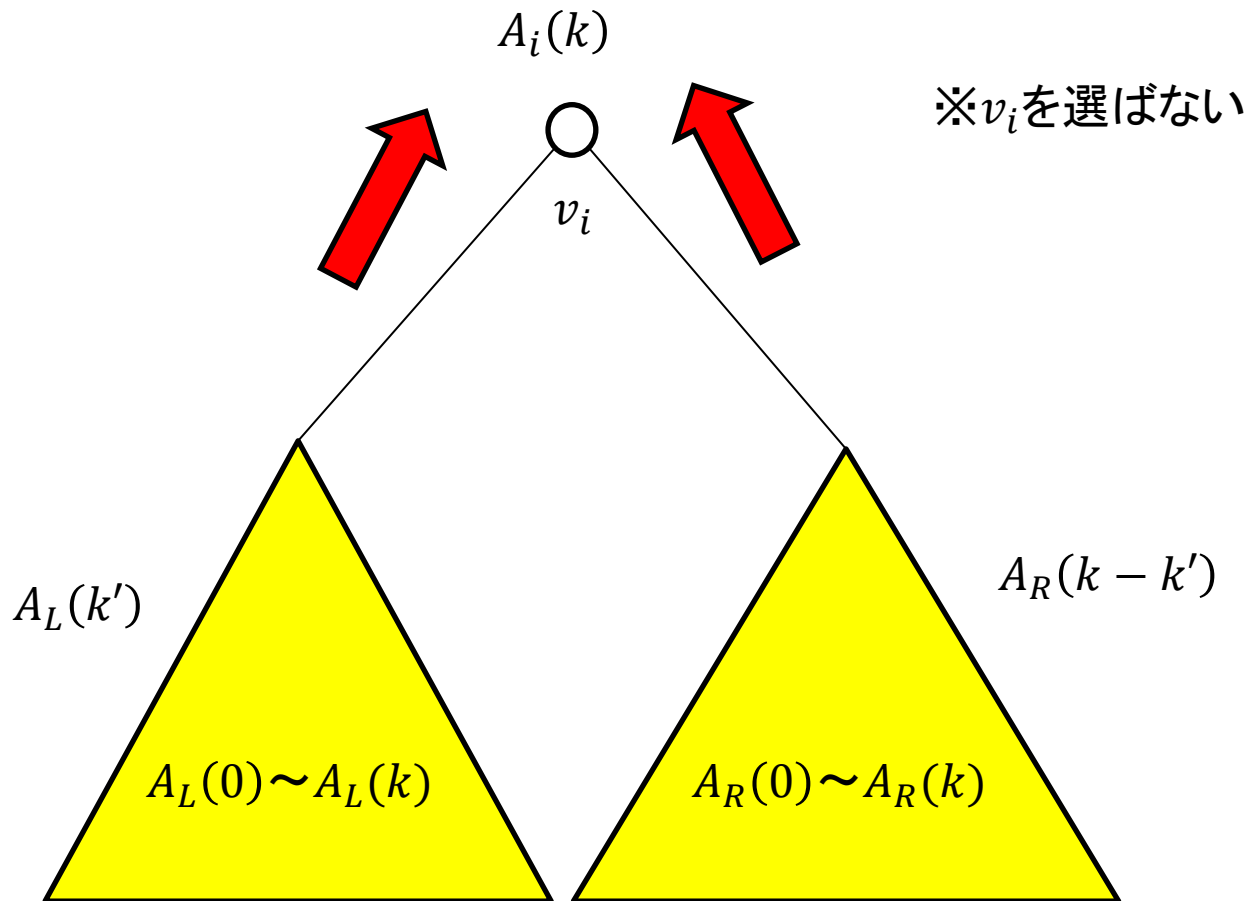 A_i(k)
※v_iを選ばない
v_i
A_L(k′)
A_R(k − k′)
A_L(0)～A_L(k)
A_R(0)～A_R(k)